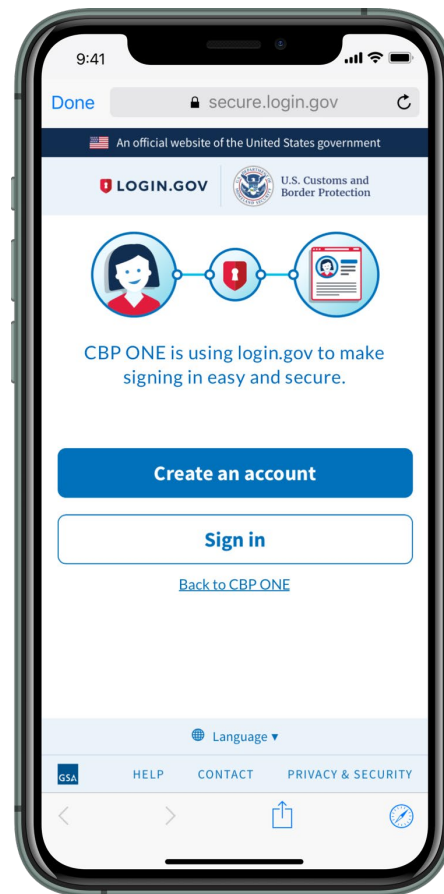 9:41
Done
secure.login.gov
An official website of the United States government
LOGIN.GOV
U.S. Customs and
Border Protection
CBP ONE is using login.gov to make
signing in easy and secure.
Create an account
Sign in
Back to CBP ONE
Language
GSA
HELP CONTACT PRIVACY & SECURITY